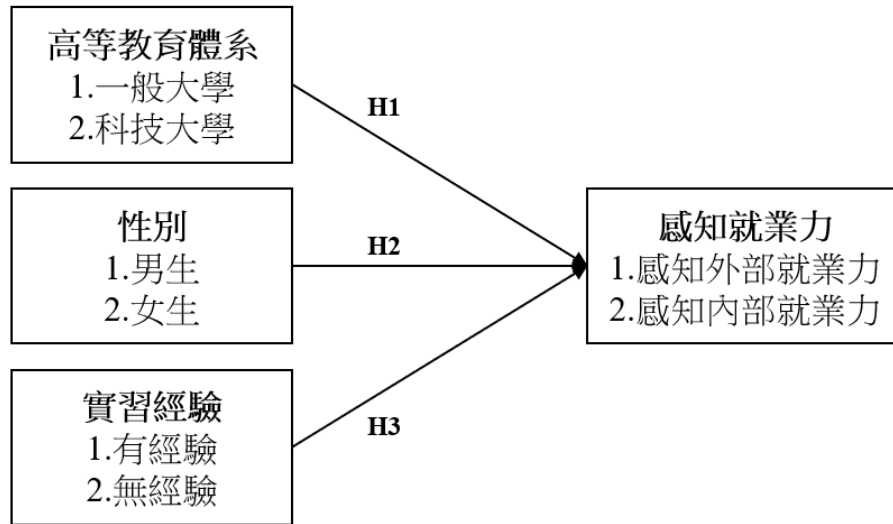 高等教育體系
1.一般大學
2.科技大學
H1
性別
1.男生
2.女生
H2
感知就業力
1.感知外部就業力
2.感知內部就業力
實習經驗
1.有經驗
2.無經驗
H3